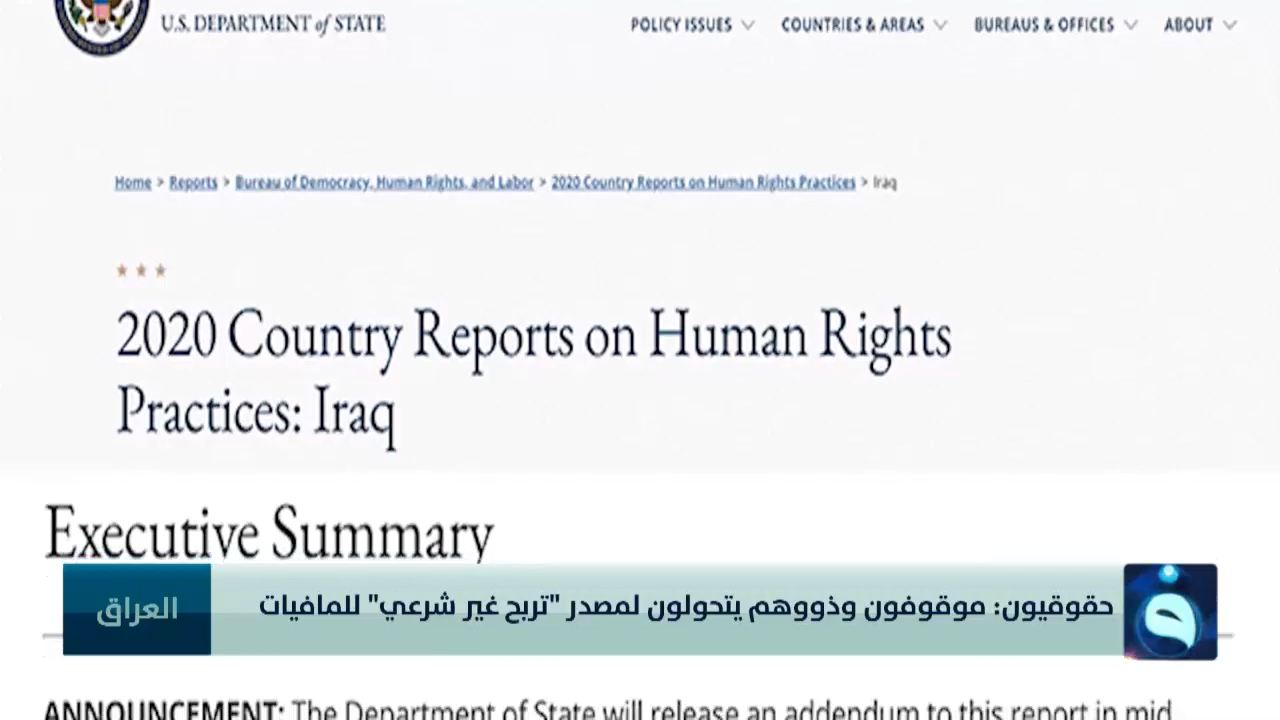 U.S. DEPARTMENT of STATE
POLICY ISSUES
COUNTRIES & AREAS
BUREAUS & OFFICES
ABOUT
Home > Reports > Bureau of Democracy, Human Rights, and Labor > 2020 Country Reports on Human Rights Practices > Iraq
2020 Country Reports on Human Rights
Practices: Iraq
Executive Summary
حقوقيون: موقوفون وذووهم يتحولون لمصدر "تربح غير شرعي" للمافيات
العراق
ANNOUNCEMENT: The Department of State will release an addendum to this report in mid